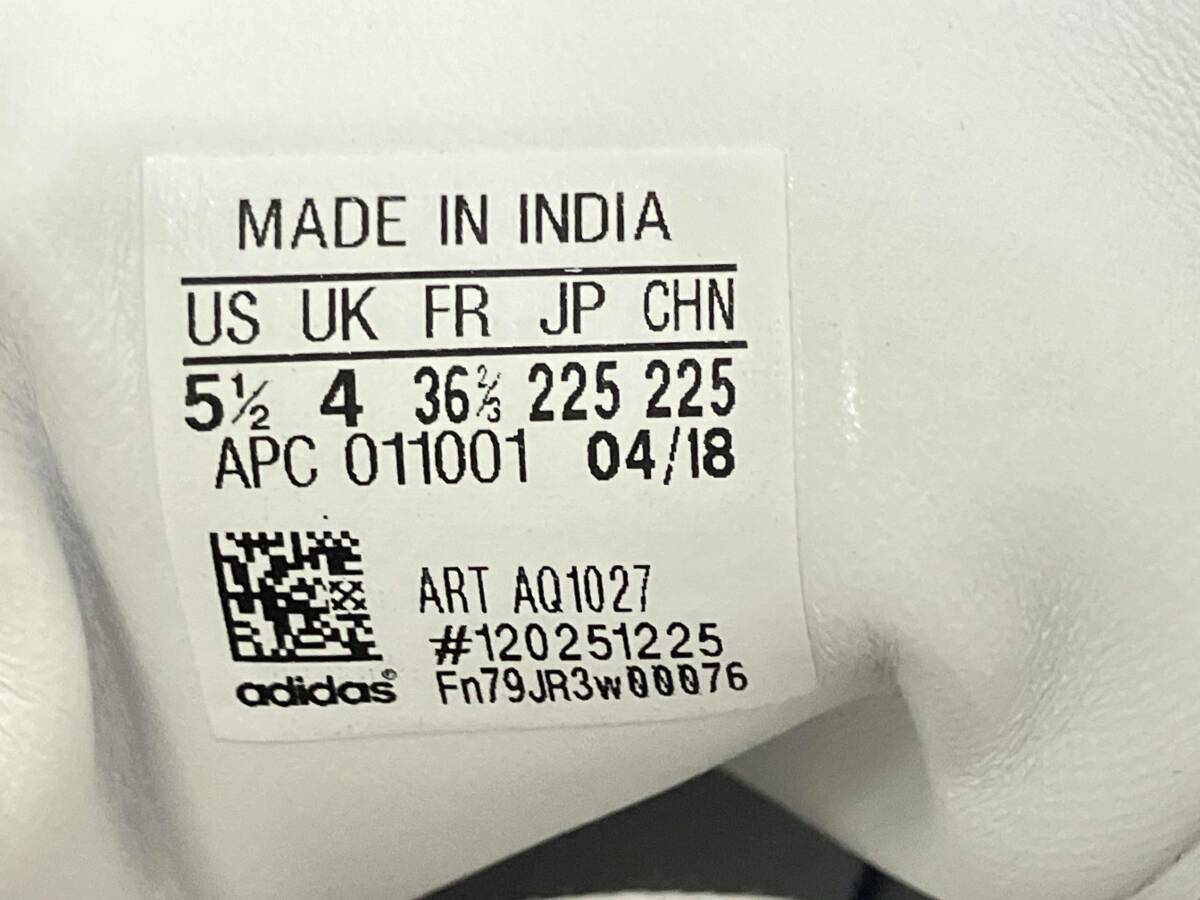 MADE IN INDIA
US UK FR JP CHN
5½ 4 36⅔ 225 225
APC 011001 04/18
ART AQ1027
#120251225
adidas® Fn79JR3w00076